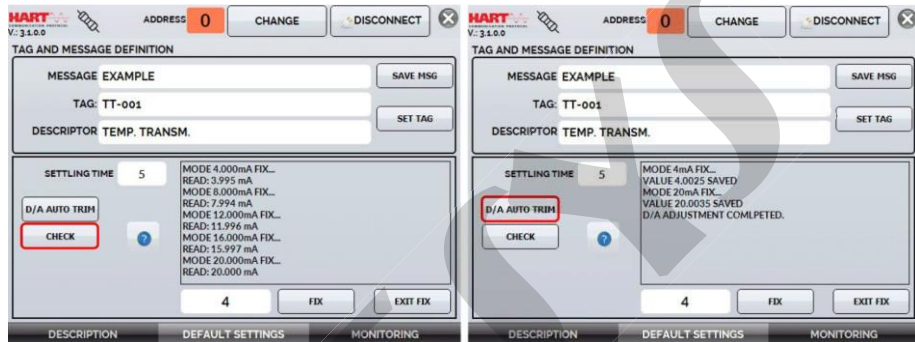 HART
COMMUNICATION PROTOCOL
V.: 3.1.0.0
ADDRESS 0 CHANGE DISCONNECT
TAG AND MESSAGE DEFINITION
MESSAGE EXAMPLE SAVE MSG
TAG: TT-001
SET TAG
DESCRIPTOR TEMP. TRANSM.
SETTLING TIME 5
D/A AUTO TRIM
CHECK
?
MODE 4.000mA FIX...
READ: 3.995 mA
MODE 8.000mA FIX...
READ: 7.994 mA
MODE 12.000mA FIX...
READ: 11.996 mA
MODE 16.000mA FIX...
READ: 15.997 mA
MODE 20.000mA FIX...
READ: 20.000 mA
4 FIX EXIT FIX
DESCRIPTION DEFAULT SETTINGS MONITORING
HART
COMMUNICATION PROTOCOL
V.: 3.1.0.0
ADDRESS 0 CHANGE DISCONNECT
TAG AND MESSAGE DEFINITION
MESSAGE EXAMPLE SAVE MSG
TAG: TT-001
SET TAG
DESCRIPTOR TEMP. TRANSM.
SETTLING TIME 5
D/A AUTO TRIM
CHECK
?
MODE 4mA FIX...
VALUE 4.0025 SAVED
MODE 20mA FIX...
VALUE 20.0035 SAVED
D/A ADJUSTMENT COMLPETED.
4 FIX EXIT FIX
DESCRIPTION DEFAULT SETTINGS MONITORING